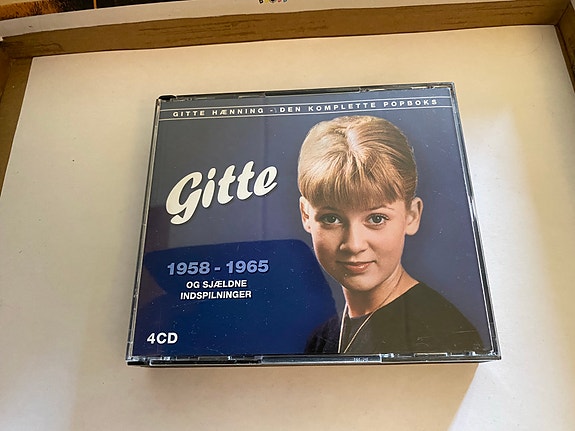 GITTE HÆNNING - DEN KOMPLETTE POPBOKS
Gitte
1958 - 1965
OG SJÆLDNE
INDSPILNINGER
4CD